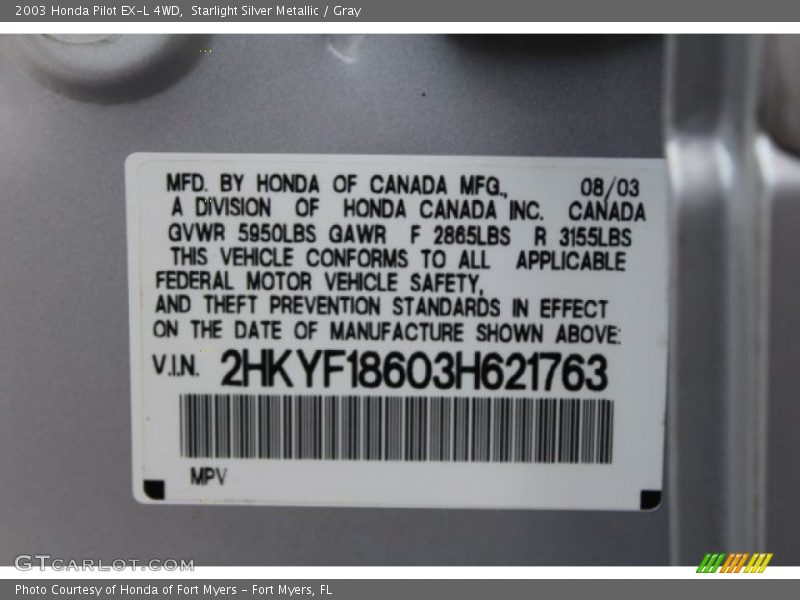 2003 Honda Pilot EX-L 4WD, Starlight Silver Metallic / Gray
MFD. BY HONDA OF CANADA MFG., 08/03
A DIVISION OF HONDA CANADA INC. CANADA
GVWR 5950LBS GAWR F 2865LBS R 3155LBS
THIS VEHICLE CONFORMS TO ALL APPLICABLE
FEDERAL MOTOR VEHICLE SAFETY,
AND THEFT PREVENTION STANDARDS IN EFFECT
ON THE DATE OF MANUFACTURE SHOWN ABOVE:
V.I.N. 2HKYF18603H621763
MPV
GTCARLOT.COM
Photo Courtesy of Honda of Fort Myers - Fort Myers, FL